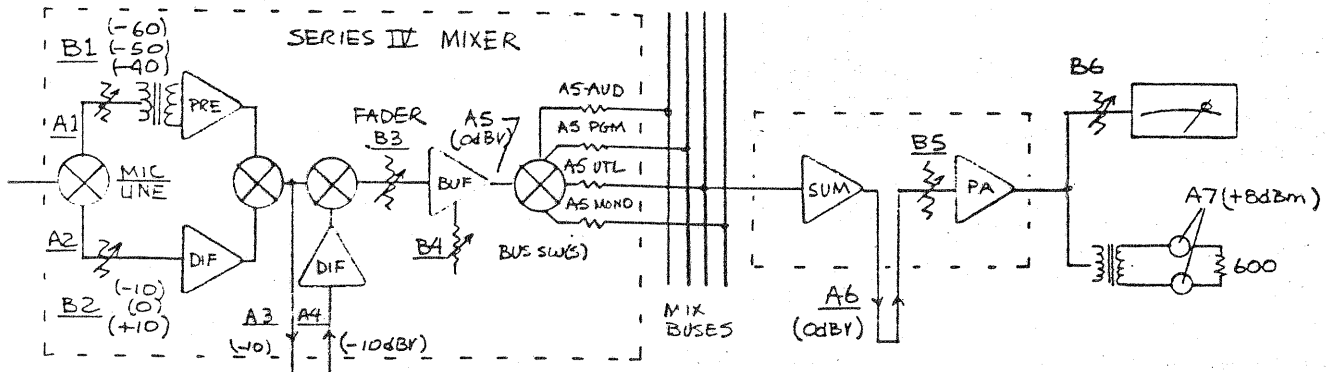 SERIES IV MIXER
B1
(-60)
(-50)
(-40)
PRE
A1
MIC
LINE
A2
B2
(-10)
(0)
(+10)
DIF
A3
(-10)
A4
(-10dBV)
DIF
FADER
B3
BUF
B4
A5
(0dBV)
A5-AUD
A5 PGM
A5 UTL
A5 MONO
BUS SW(S)
MIX
BUSES
SUM
A6
(0dBV)
B5
PA
B6
A7 (+8dBm)
600